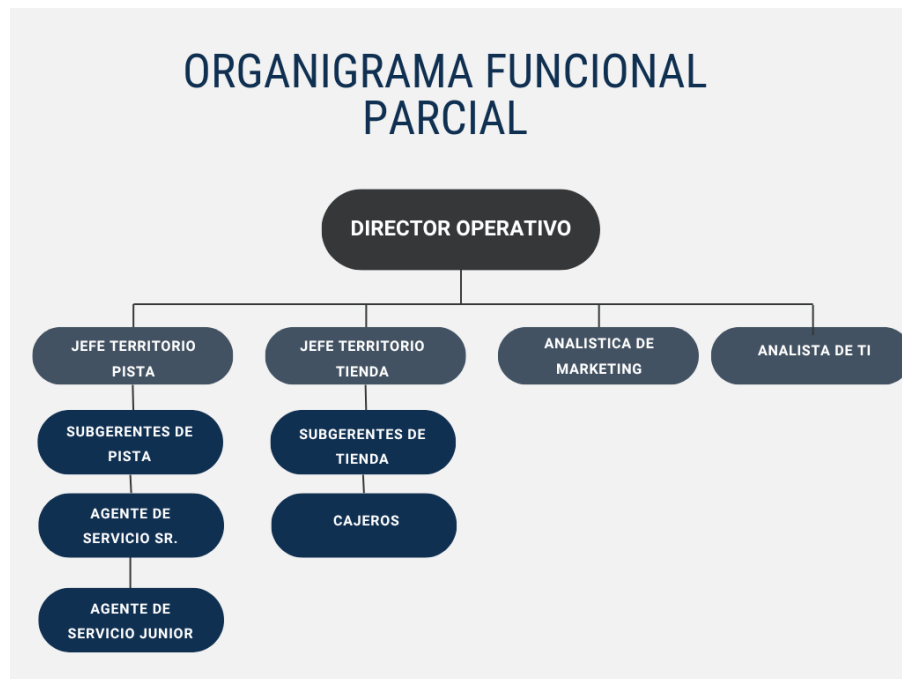 ORGANIGRAMA FUNCIONAL
PARCIAL
DIRECTOR OPERATIVO
JEFE TERRITORIO
PISTA
JEFE TERRITORIO
TIENDA
ANALISTICA DE
MARKETING
ANALISTA DE TI
SUBGERENTES DE
PISTA
SUBGERENTES DE
TIENDA
AGENTE DE
SERVICIO SR.
CAJEROS
AGENTE DE
SERVICIO JUNIOR